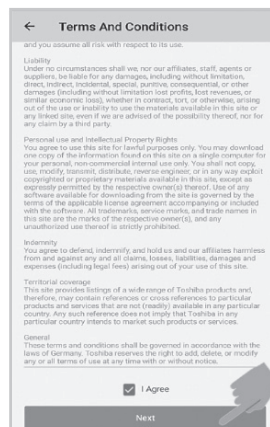 Terms And Conditions
and you assume all risk with respect to its use.
Liability
Under no circumstances shall we, nor our affiliates, staff, agents or
suppliers, be liable for any damages, including without limitation,
direct, indirect, incidental, special, punitive, consequential, or other
damages (including without limitation lost profits, lost revenues, or
similar economic loss), whether in contract, tort, or otherwise, arising
out of the use or inability to use the materials available in this site or
any linked site, even if we are advised of the possibility thereof, nor for
any claim by a third party.
Personal use and Intellectual Property Rights
You agree to use this site for lawful purposes only. You may download
one copy of the information found on this site on a single computer for
your personal, non-commercial internal use only. You shall not copy,
use, modify, transmit, distribute, reverse-engineer, or in any way exploit
copyrighted or proprietary materials available in this site, except as
expressly permitted by the respective owner(s) thereof. Use of any
software available for downloading from the site is governed by the
terms of the applicable license agreement accompanying or included
with the software. All trademarks, service marks, and trade names in
this site are the marks of the respective owner(s), and any
unauthorized use thereof is strictly prohibited.
Indemnity
You agree to defend, indemnify, and hold us and our affiliates harmless
from and against any and all claims, losses, liabilities, damages and
expenses (including legal fees) arising out of your use of this site.
Territorial coverage
This site provides listings of a wide range of Toshiba products and,
therefore, may contain references or cross references to particular
products and services that are not (readily) available in any particular
country. Any such reference does not imply that Toshiba in any
particular country intends to market such products or services.
General
These terms and conditions shall be governed in accordance with the
laws of Germany. Toshiba reserves the right to add, delete, or modify
any or all terms of use at any time with or without notice.
I Agree
Next